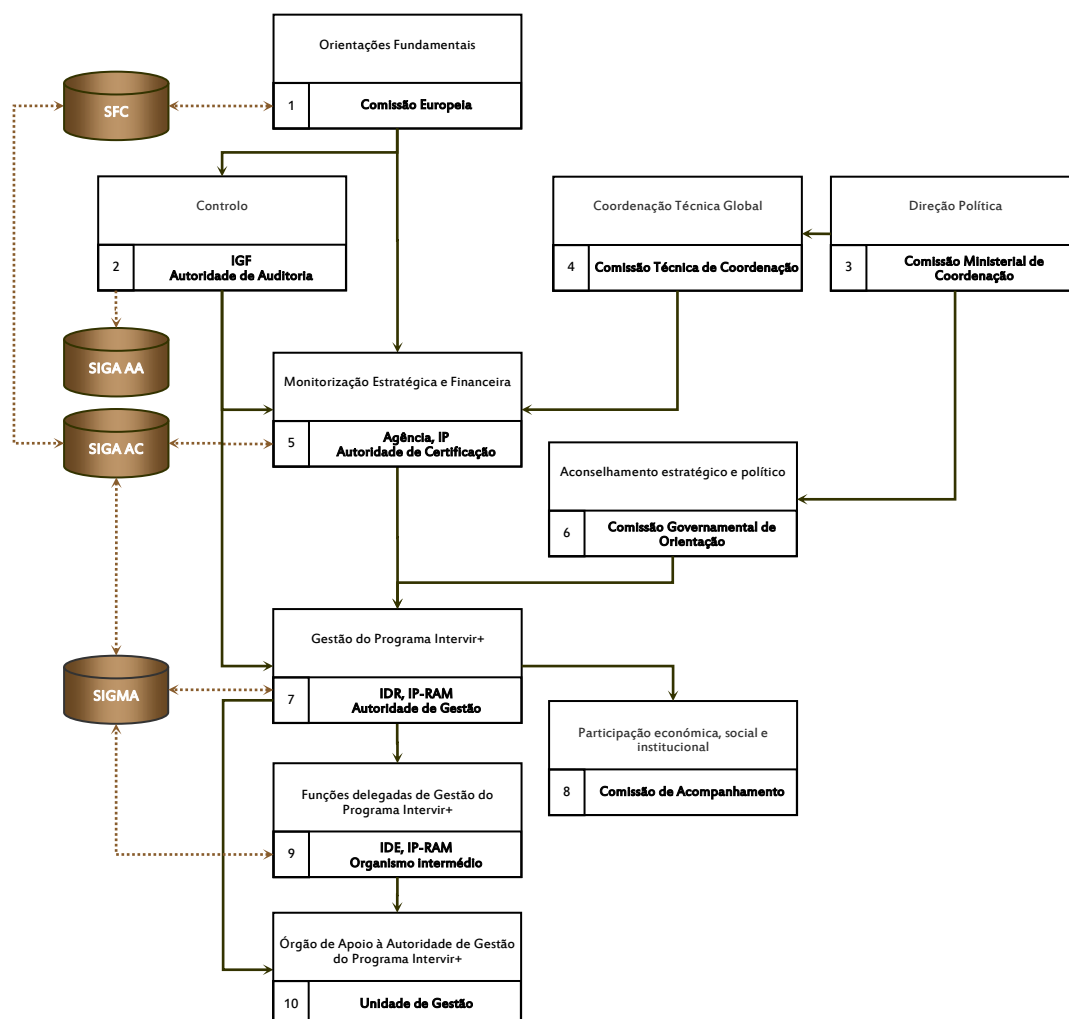 Orientações Fundamentais
1
Comissão Europeia
SFC
Controlo
2
IGF
Autoridade de Auditoria
Coordenação Técnica Global
4
Comissão Técnica de Coordenação
Direção Política
3
Comissão Ministerial de
Coordenação
SIGA AA
Monitorização Estratégica e Financeira
5
Agência, IP
Autoridade de Certificação
SIGA AC
Aconselhamento estratégico e político
6
Comissão Governamental de
Orientação
Gestão do Programa Intervir+
7
IDR, IP-RAM
Autoridade de Gestão
SIGMA
Participação económica, social e
institucional
8
Comissão de Acompanhamento
Funções delegadas de Gestão do
Programa Intervir+
9
IDE, IP-RAM
Organismo intermédio
Órgão de Apoio à Autoridade de Gestão
do Programa Intervir+
10
Unidade de Gestão